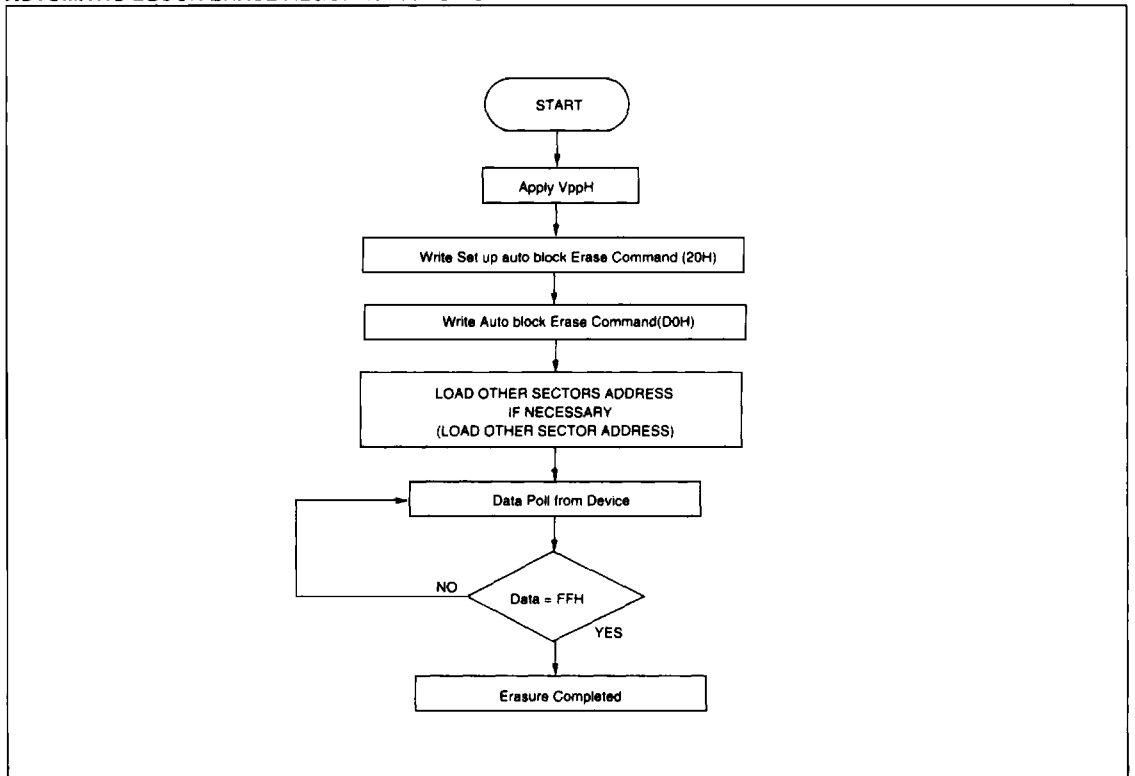 START
Apply VppH
Write Set up auto block Erase Command (20H)
Write Auto block Erase Command(D0H)
LOAD OTHER SECTORS ADDRESS
IF NECESSARY
(LOAD OTHER SECTOR ADDRESS)
Data Poll from Device
NO
Data = FFH
YES
Erasure Completed